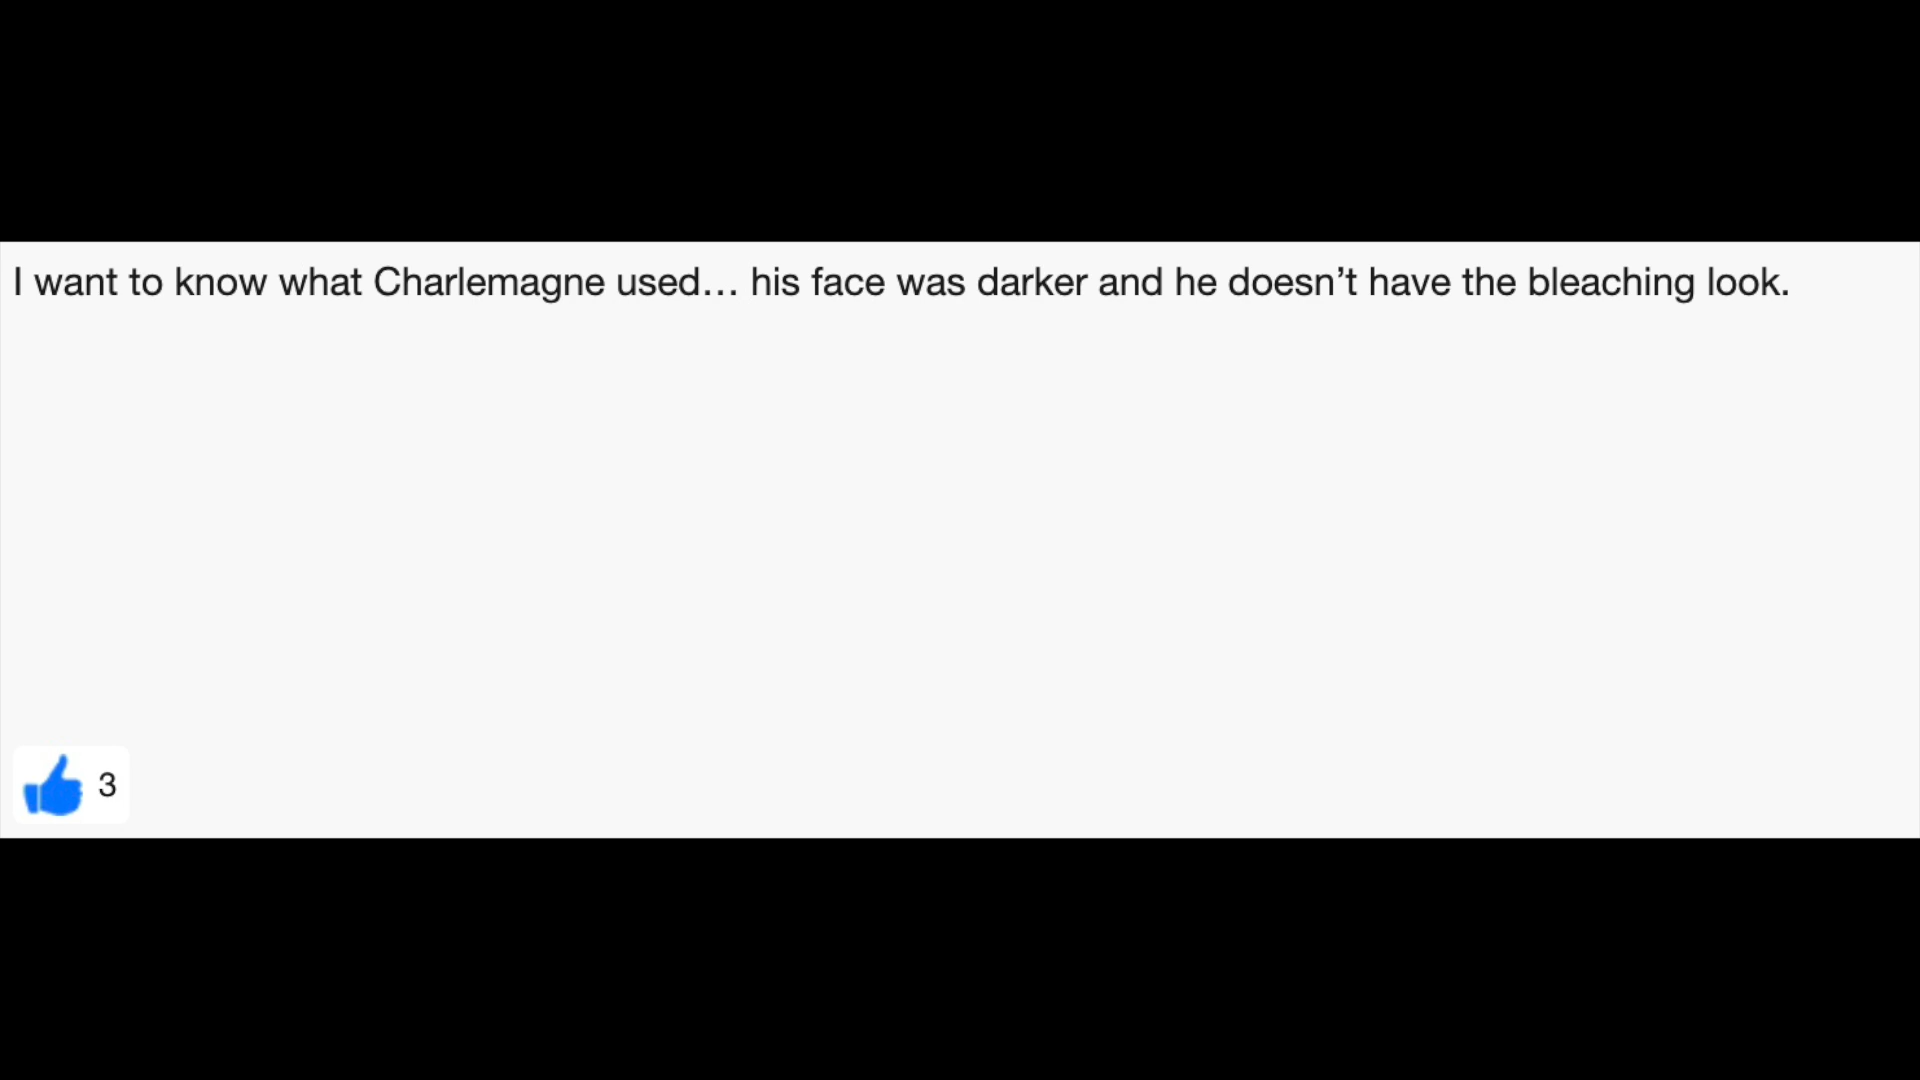 I want to know what Charlemagne used… his face was darker and he doesn’t have the bleaching look.
3